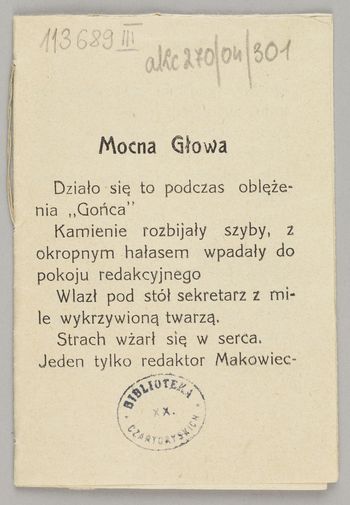 113689 III
akc 270/04/301
Mocna Głowa
Działo się to podczas oblęże-
nia „Gońca”
Kamienie rozbijały szyby, z
okropnym hałasem wpadały do
pokoju redakcyjnego
Wlazł pod stół sekretarz z mi-
le wykrzywioną twarzą.
Strach wżarł się w serca.
Jeden tylko redaktor Makowiec-
BIBLIOTEKA
XX.
CZARTORYSKICH